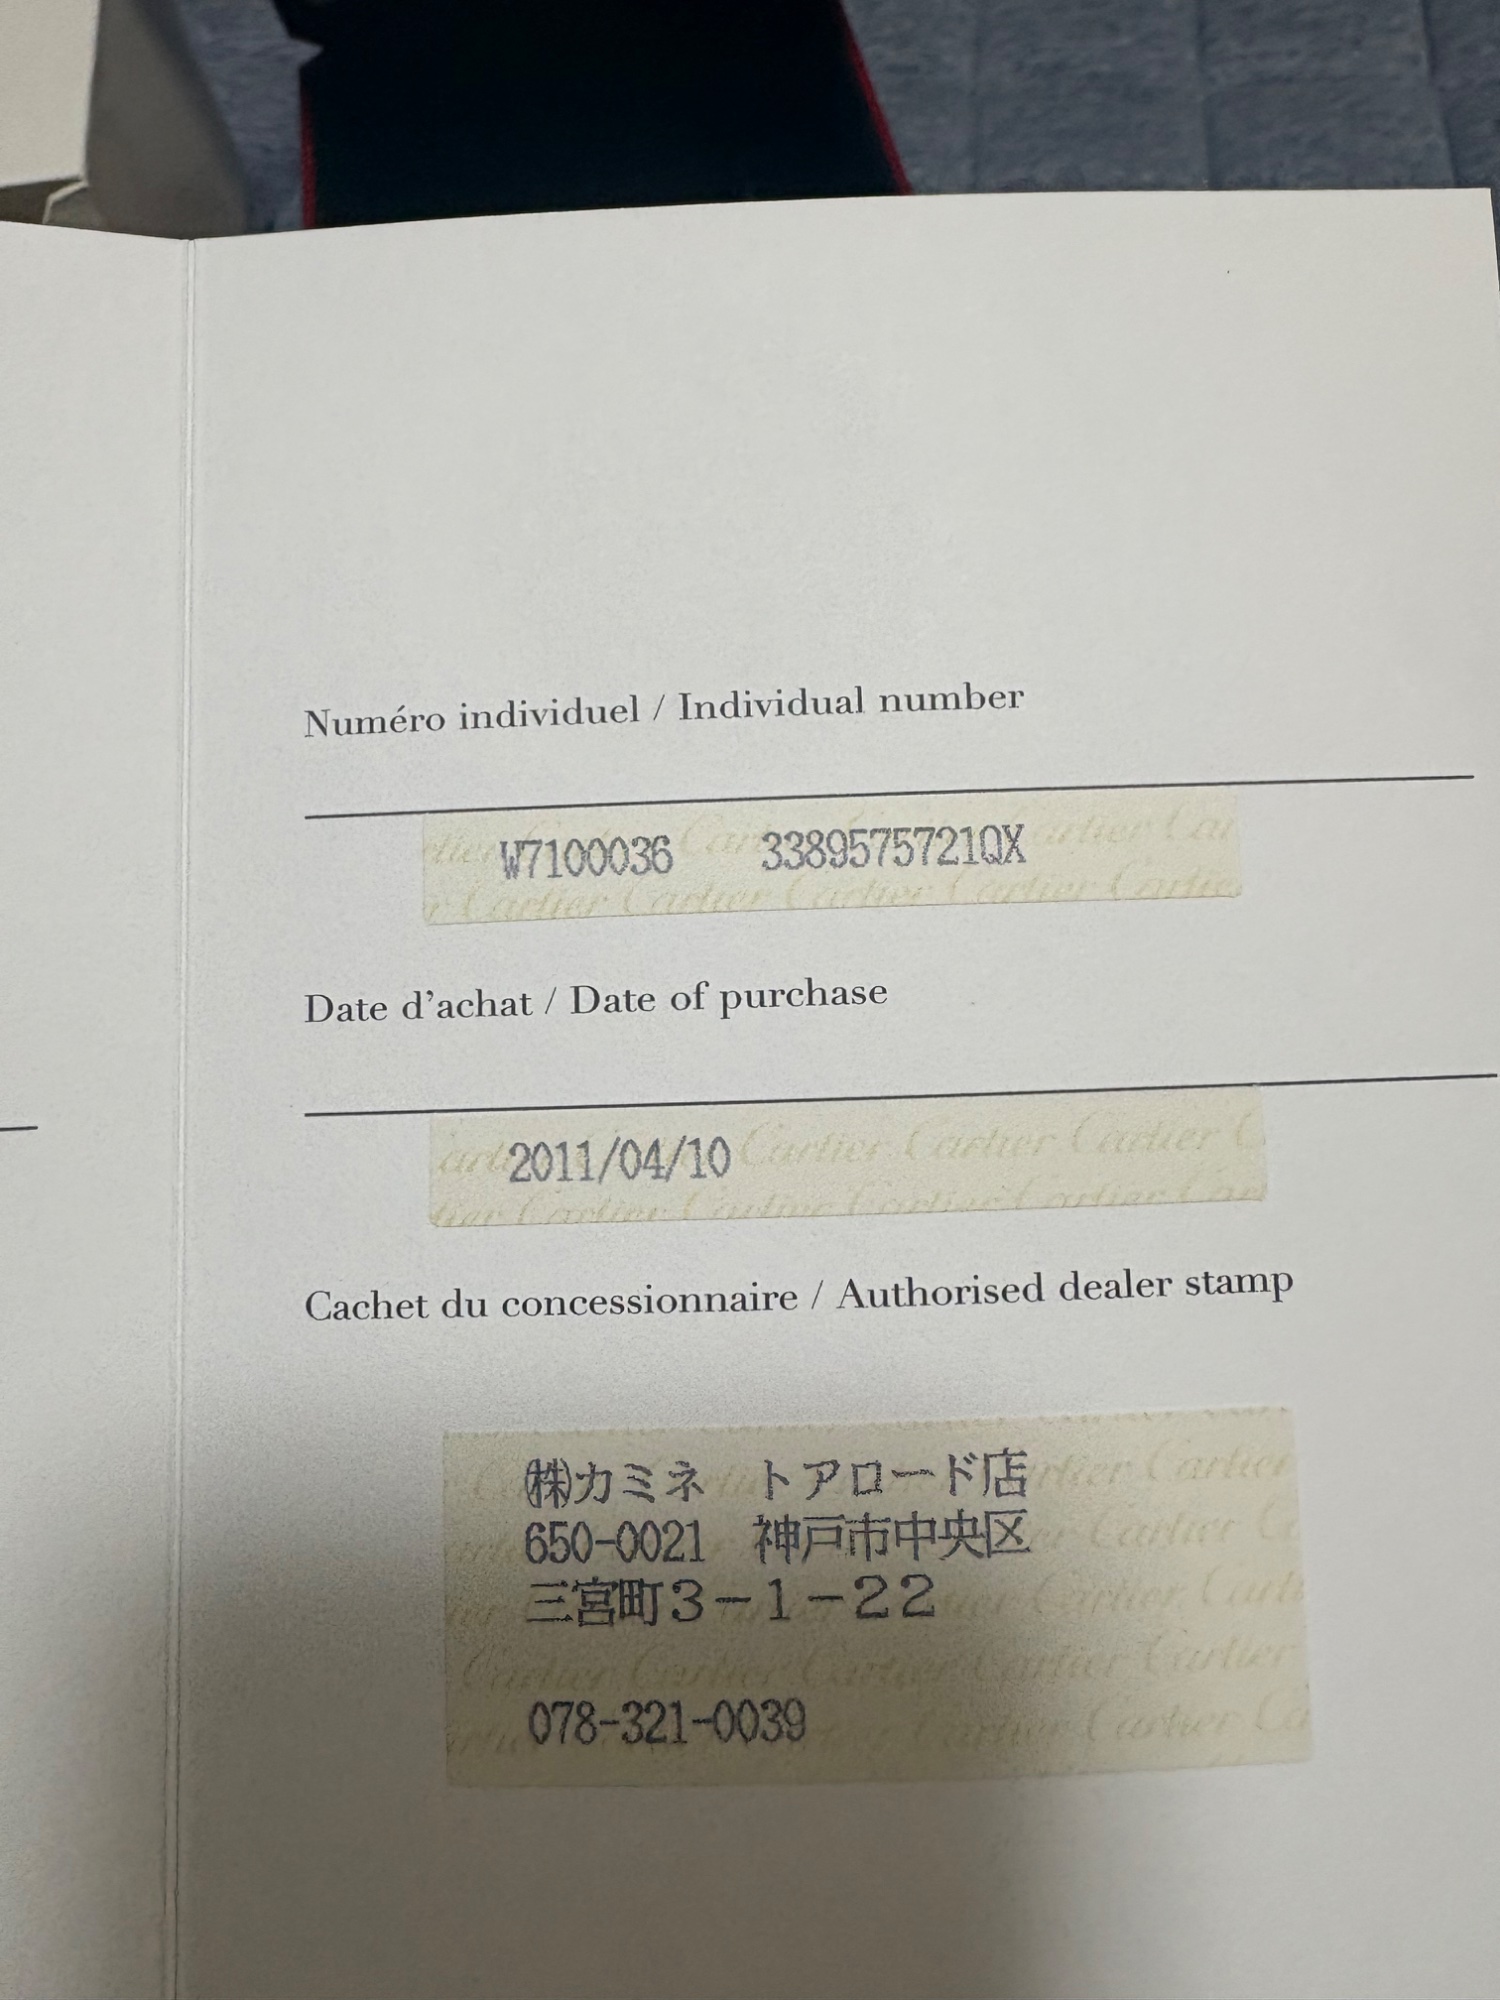 Numéro individuel / Individual number
W7100036 3389575721QX
Date d'achat / Date of purchase
2011/04/10
Cachet du concessionnaire / Authorised dealer stamp
㈱カミネ トアロード店
650-0021 神戸市中央区
三宮町3-1-22
078-321-0039